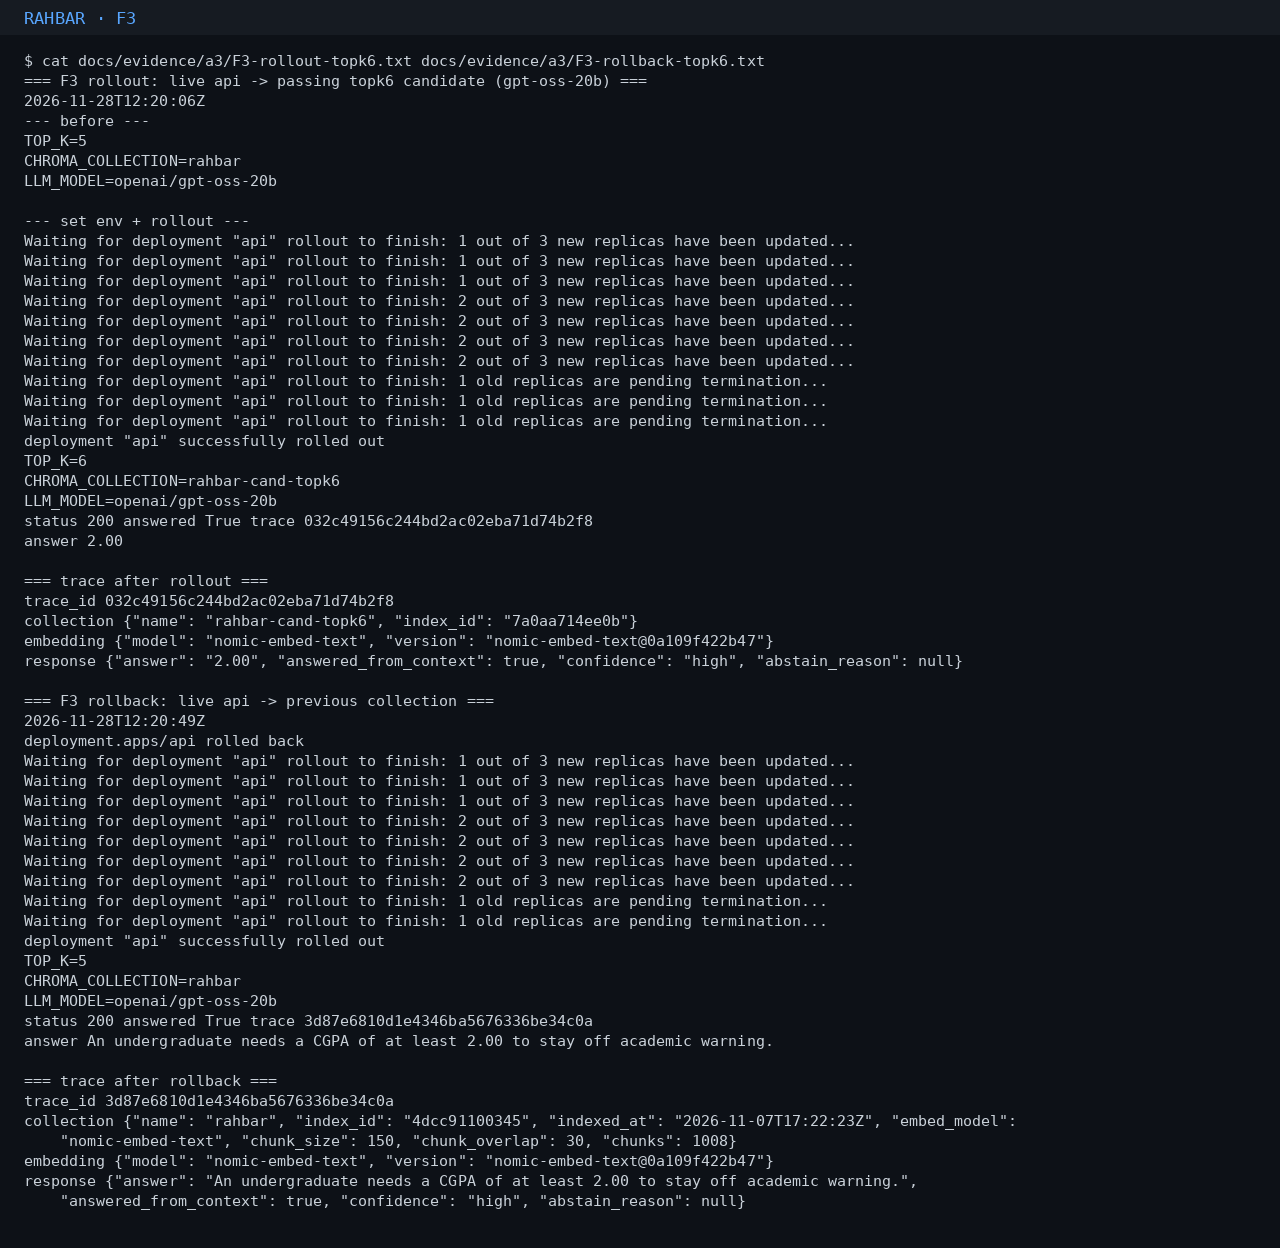 RAHBAR · F3
$ cat docs/evidence/a3/F3-rollout-topk6.txt docs/evidence/a3/F3-rollback-topk6.txt
=== F3 rollout: live api -> passing topk6 candidate (gpt-oss-20b) ===
2026-11-28T12:20:06Z
--- before ---
TOP_K=5
CHROMA_COLLECTION=rahbar
LLM_MODEL=openai/gpt-oss-20b

--- set env + rollout ---
Waiting for deployment "api" rollout to finish: 1 out of 3 new replicas have been updated...
Waiting for deployment "api" rollout to finish: 1 out of 3 new replicas have been updated...
Waiting for deployment "api" rollout to finish: 1 out of 3 new replicas have been updated...
Waiting for deployment "api" rollout to finish: 2 out of 3 new replicas have been updated...
Waiting for deployment "api" rollout to finish: 2 out of 3 new replicas have been updated...
Waiting for deployment "api" rollout to finish: 2 out of 3 new replicas have been updated...
Waiting for deployment "api" rollout to finish: 2 out of 3 new replicas have been updated...
Waiting for deployment "api" rollout to finish: 1 old replicas are pending termination...
Waiting for deployment "api" rollout to finish: 1 old replicas are pending termination...
Waiting for deployment "api" rollout to finish: 1 old replicas are pending termination...
deployment "api" successfully rolled out
TOP_K=6
CHROMA_COLLECTION=rahbar-cand-topk6
LLM_MODEL=openai/gpt-oss-20b
status 200 answered True trace 032c49156c244bd2ac02eba71d74b2f8
answer 2.00

=== trace after rollout ===
trace_id 032c49156c244bd2ac02eba71d74b2f8
collection {"name": "rahbar-cand-topk6", "index_id": "7a0aa714ee0b"}
embedding {"model": "nomic-embed-text", "version": "nomic-embed-text@0a109f422b47"}
response {"answer": "2.00", "answered_from_context": true, "confidence": "high", "abstain_reason": null}

=== F3 rollback: live api -> previous collection ===
2026-11-28T12:20:49Z
deployment.apps/api rolled back
Waiting for deployment "api" rollout to finish: 1 out of 3 new replicas have been updated...
Waiting for deployment "api" rollout to finish: 1 out of 3 new replicas have been updated...
Waiting for deployment "api" rollout to finish: 1 out of 3 new replicas have been updated...
Waiting for deployment "api" rollout to finish: 2 out of 3 new replicas have been updated...
Waiting for deployment "api" rollout to finish: 2 out of 3 new replicas have been updated...
Waiting for deployment "api" rollout to finish: 2 out of 3 new replicas have been updated...
Waiting for deployment "api" rollout to finish: 2 out of 3 new replicas have been updated...
Waiting for deployment "api" rollout to finish: 1 old replicas are pending termination...
Waiting for deployment "api" rollout to finish: 1 old replicas are pending termination...
deployment "api" successfully rolled out
TOP_K=5
CHROMA_COLLECTION=rahbar
LLM_MODEL=openai/gpt-oss-20b
status 200 answered True trace 3d87e6810d1e4346ba5676336be34c0a
answer An undergraduate needs a CGPA of at least 2.00 to stay off academic warning.

=== trace after rollback ===
trace_id 3d87e6810d1e4346ba5676336be34c0a
collection {"name": "rahbar", "index_id": "4dcc91100345", "indexed_at": "2026-11-07T17:22:23Z", "embed_model":
    "nomic-embed-text", "chunk_size": 150, "chunk_overlap": 30, "chunks": 1008}
embedding {"model": "nomic-embed-text", "version": "nomic-embed-text@0a109f422b47"}
response {"answer": "An undergraduate needs a CGPA of at least 2.00 to stay off academic warning.",
    "answered_from_context": true, "confidence": "high", "abstain_reason": null}